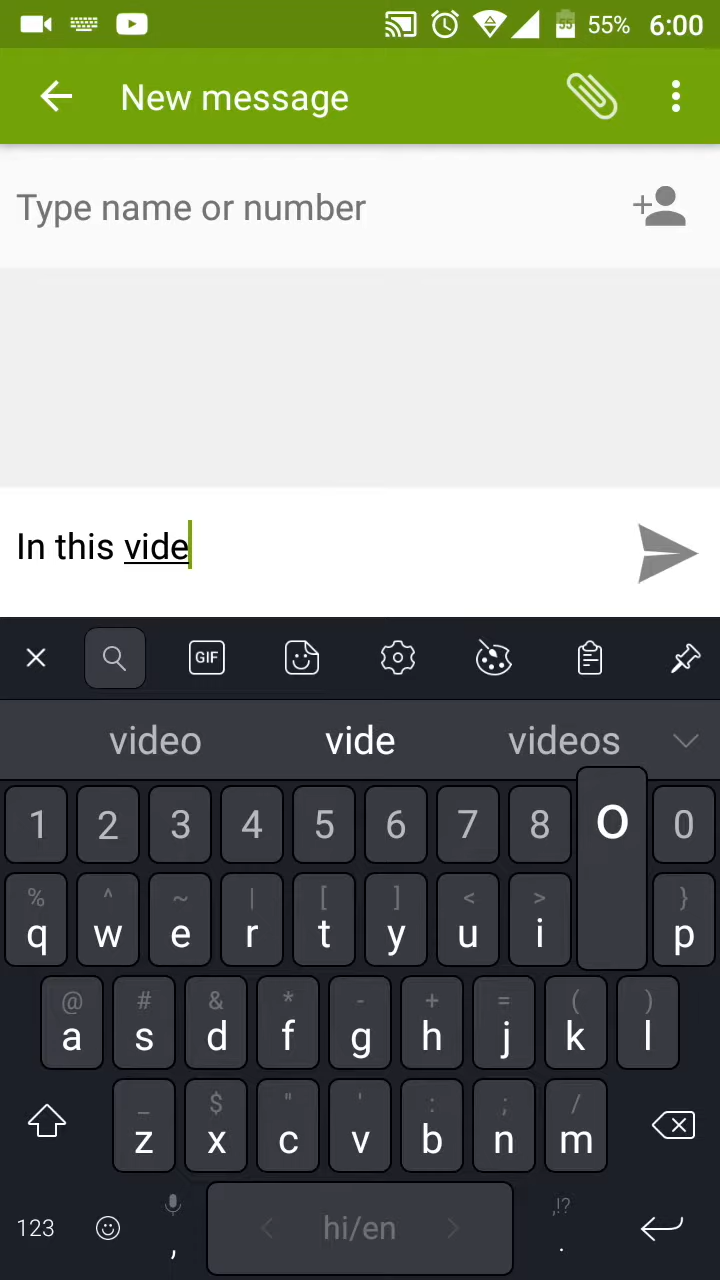 55 55% 6:00
New message
Type name or number
In this vide
GIF
video vide videos
1 2 3 4 5 6 7 8 o 0
% ^ ~ | [ ] < > }
q w e r t y u i p
@ # & * - + = ( )
a s d f g h j k l
_ $ " ' : ; /
z x c v b n m
,!?
123 , < hi/en > .